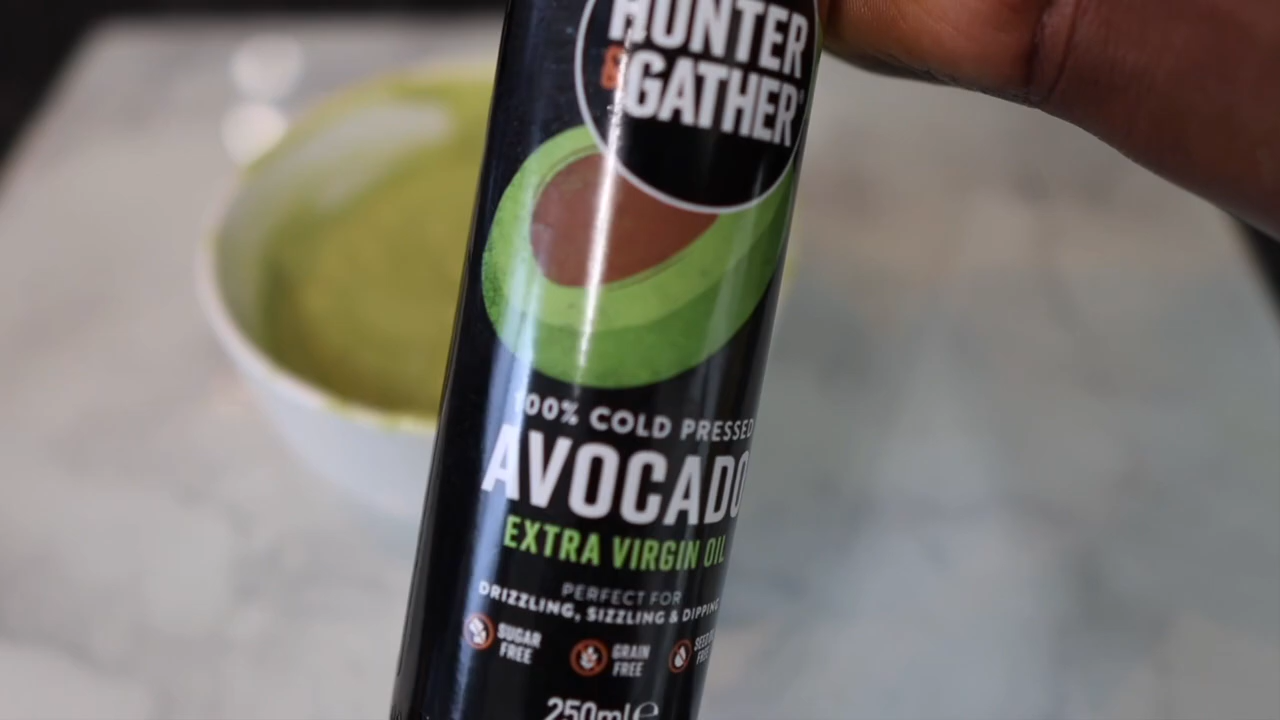 HUNTER
& GATHER®
100% COLD PRESSED
AVOCADO
EXTRA VIRGIN OIL
PERFECT FOR
DRIZZLING, SIZZLING & DIPPING
SUGAR
FREE
GRAIN
FREE
250ml e